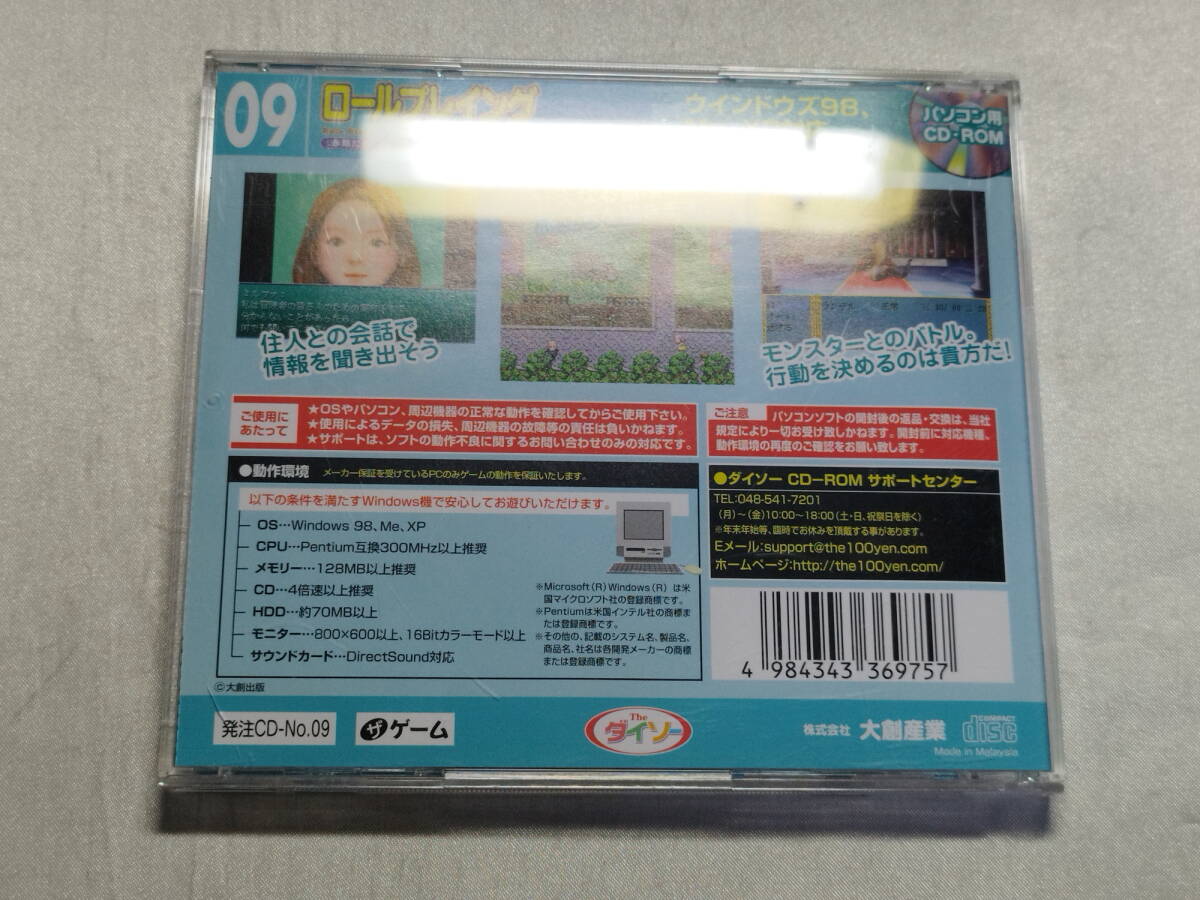 09
ロールプレイング
ウインドウズ98、
パソコン用
CD-ROM
私は
何で
住人との会話で
情報を聞き出そう
モンスターとのバトル。
行動を決めるのは貴方だ!
ご使用に
あたって
★OSやパソコン、周辺機器の正常な動作を確認してからご使用下さい。
★使用によるデータの損失、周辺機器の故障等の責任は負いかねます。
★サポートは、ソフトの動作不良に関するお問い合わせのみの対応です。
ご注意 パソコンソフトの開封後の返品・交換は、当社
規定により一切お受け致しかねます。開封前に対応機種、
動作環境の再度のご確認をお願い致します。
●動作環境 メーカー保証を受けているPCのみゲームの動作を保証いたします。
以下の条件を満たすWindows機で安心してお遊びいただけます。
OS…Windows 98、Me、XP
CPU…Pentium互換300MHz以上推奨
メモリー…128MB以上推奨
CD…4倍速以上推奨
HDD…約70MB以上
モニター…800×600以上、16Bitカラーモード以上
サウンドカード…DirectSound対応
※Microsoft(R)Windows(R)は米
国マイクロソフト社の登録商標です。
※Pentiumは米国インテル社の商標ま
たは登録商標です。
※その他の、記載のシステム名、製品名、
商品名、社名は各開発メーカーの商標
または登録商標です。
●ダイソー CD-ROM サポートセンター
TEL:048-541-7201
(月)~(金)10:00~18:00(土・日、祝祭日を除く)
※年末年始等、臨時でお休みを頂戴する事があります。
Eメール:support@the100yen.com
ホームページ:http://the100yen.com/
4 984343 369757
©大創出版
発注CD-No.09
ザ ゲーム
The
ダイソー
株式会社 大創産業
COMPACT
disc
Made in Malaysia